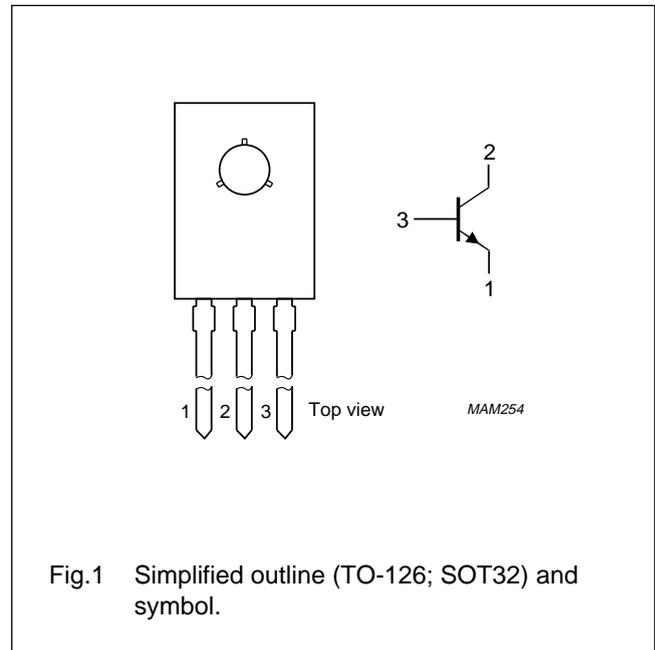 2
3
1
1 2 3 Top view MAM254
Fig.1 Simplified outline (TO-126; SOT32) and
symbol.